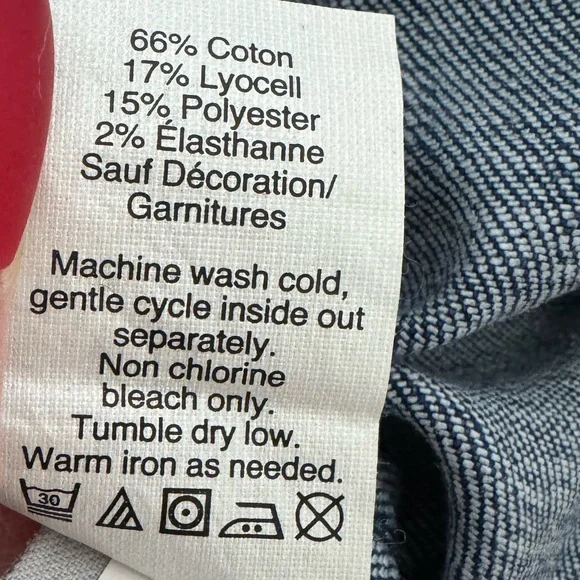 66% Coton
17% Lyocell
15% Polyester
2% Élasthanne
Sauf Décoration/
Garnitures
Machine wash cold,
gentle cycle inside out
separately.
Non chlorine
bleach only.
Tumble dry low.
Warm iron as needed.
30